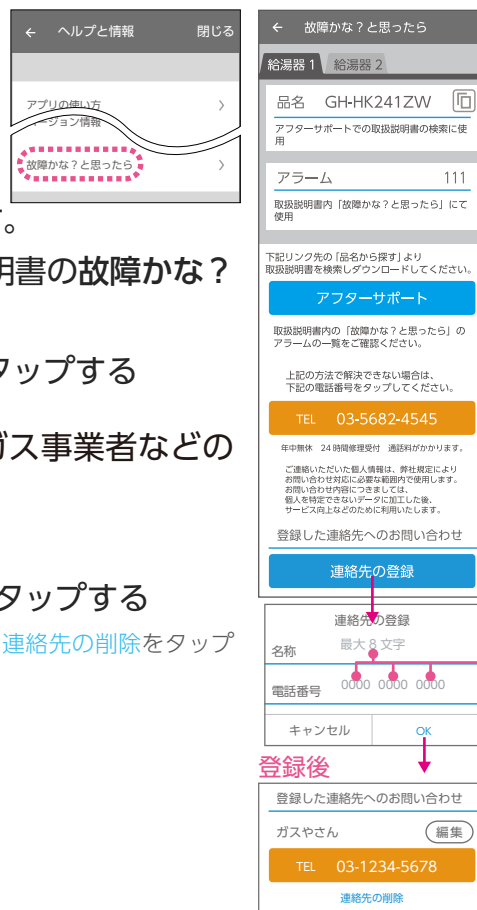 ← ヘルプと情報 閉じる
アプリの使い方 〉
ージョン情報
故障かな？と思ったら 〉
。
明書の故障かな？
タップする
ガス事業者などの
タップする
連絡先の削除をタップ
← 故障かな？と思ったら
給湯器 1 給湯器 2
品名 GH-HK241ZW
アフターサポートでの取扱説明書の検索に使
用
アラーム 111
取扱説明書内「故障かな？と思ったら」にて
使用
下記リンク先の「品名から探す」より
取扱説明書を検索しダウンロードしてください。
アフターサポート
取扱説明書内の「故障かな？と思ったら」の
アラームの一覧をご確認ください。
上記の方法で解決できない場合は、
下記の電話番号をタップしてください。
TEL 03-5682-4545
年中無休 24 時間修理受付 通話料がかかります。
ご連絡いただいた個人情報は、弊社規定により
お問い合わせ対応に必要な範囲内で使用します。
お問い合わせ内容につきましては、
個人を特定できないデータに加工した後、
サービス向上などのために利用いたします。
登録した連絡先へのお問い合わせ
連絡先の登録
連絡先の登録
名称 最大 8 文字
電話番号 0000 0000 0000
キャンセル OK
登録後
登録した連絡先へのお問い合わせ
ガスやさん 編集
TEL 03-1234-5678
連絡先の削除